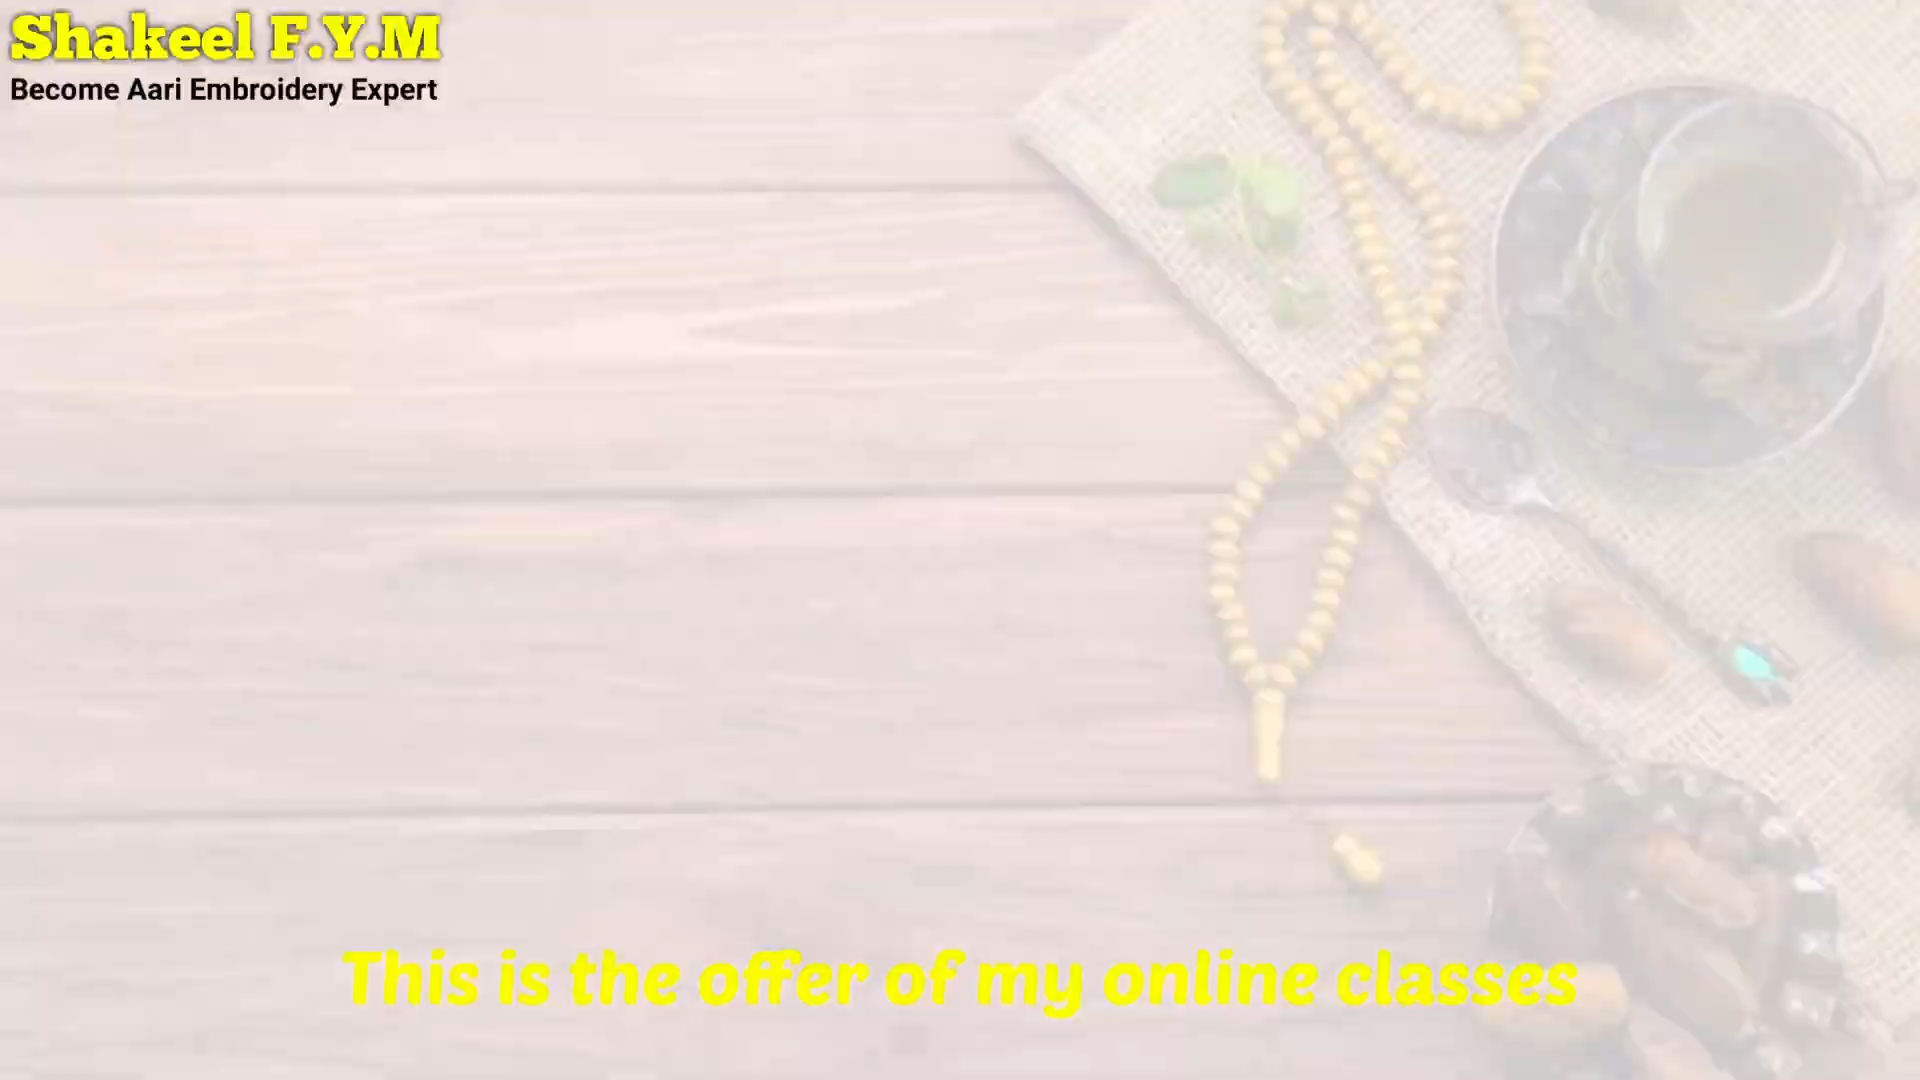 Shakeel F.Y.M
Become Aari Embroidery Expert
This is the offer of my online classes